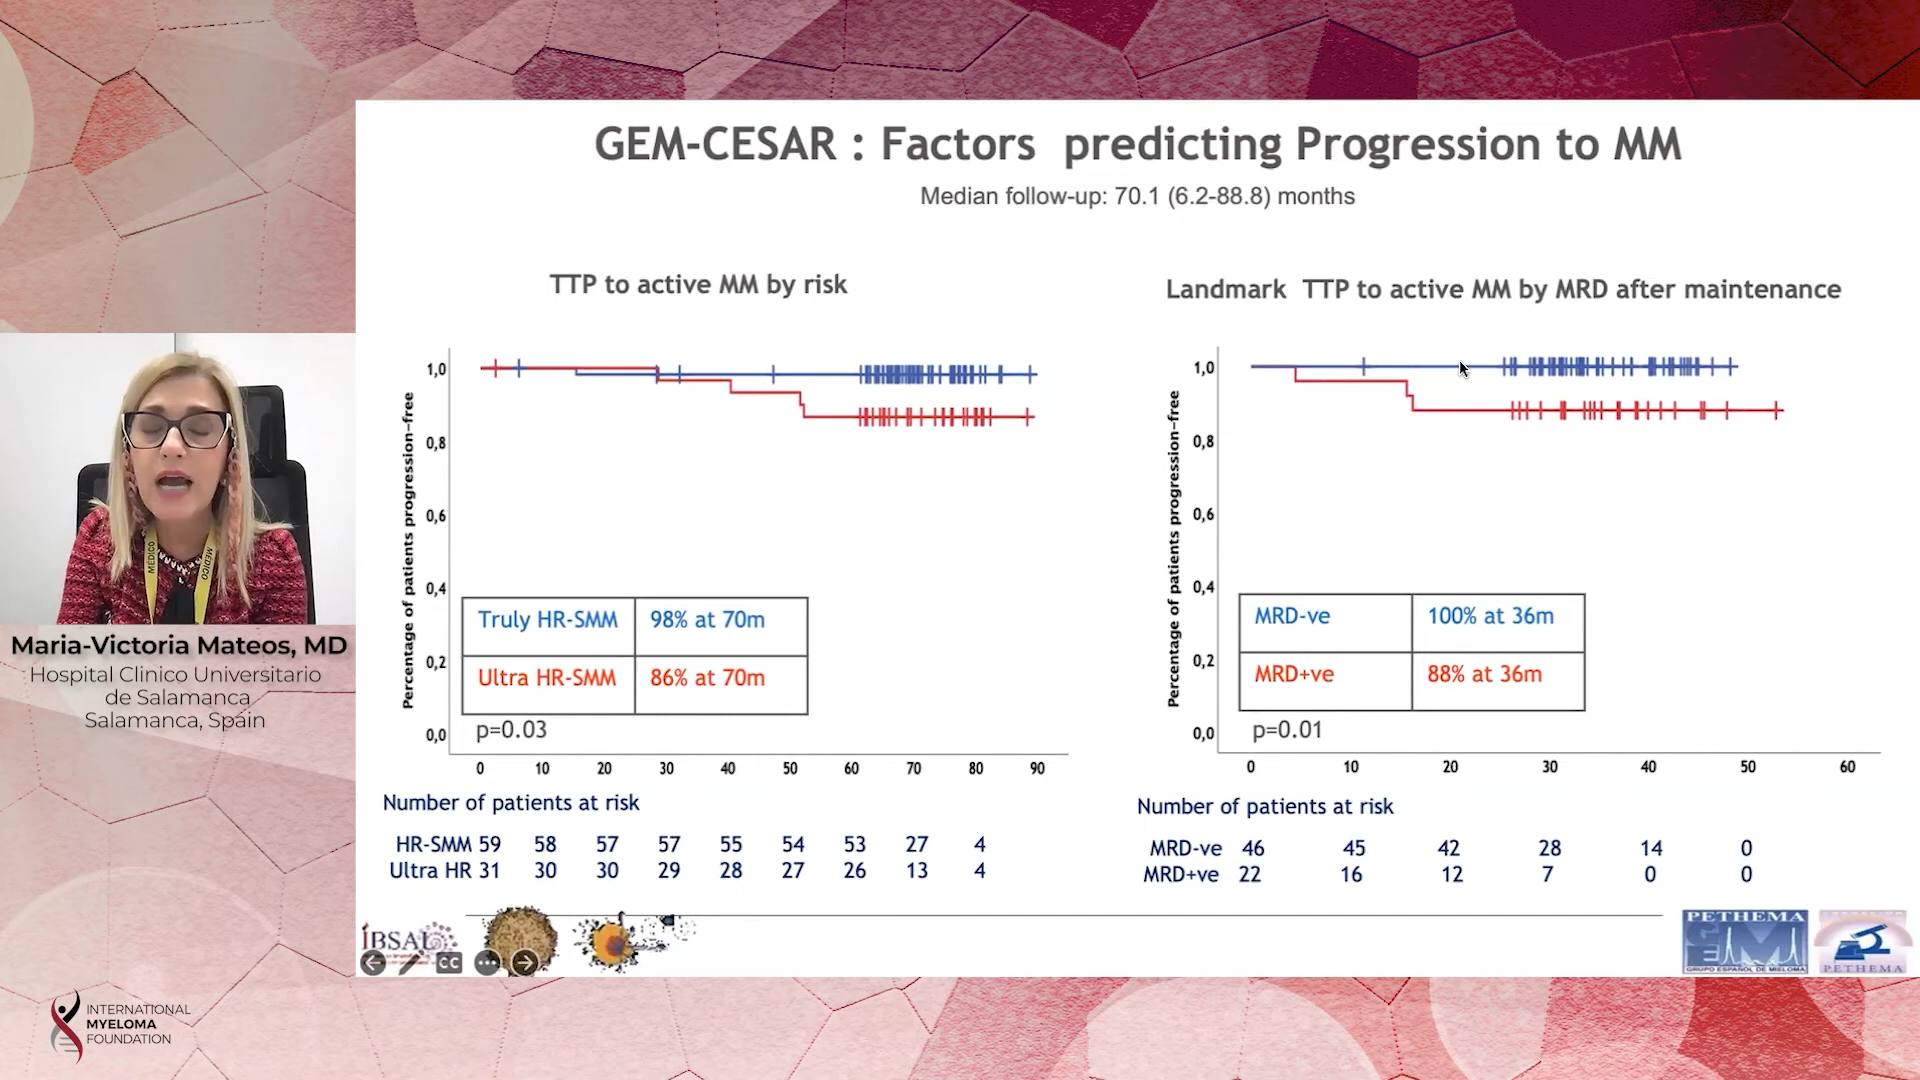 GEM-CESAR : Factors predicting Progression to MM
Median follow-up: 70.1 (6.2-88.8) months
TTP to active MM by risk
Percentage of patients progression-free
1,0
0,8
0,6
0,4
0,2
0,0
Truly HR-SMM 98% at 70m
Ultra HR-SMM 86% at 70m
p=0.03
0 10 20 30 40 50 60 70 80 90
Number of patients at risk
HR-SMM 59 58 57 57 55 54 53 27 4
Ultra HR 31 30 30 29 28 27 26 13 4
Landmark TTP to active MM by MRD after maintenance
Percentage of patients progression-free
1,0
0,8
0,6
0,4
0,2
0,0
MRD-ve 100% at 36m
MRD+ve 88% at 36m
p=0.01
0 10 20 30 40 50 60
Number of patients at risk
MRD-ve 46 45 42 28 14 0
MRD+ve 22 16 12 7 0 0
MÉDICO
MÉDICO
Maria-Victoria Mateos, MD
Hospital Clinico Universitario
de Salamanca
Salamanca, Spain
IBSAL
CC
PETHEMA
GEM
GRUPO ESPAÑOL DE MIELOMA
PETHEMA
INTERNATIONAL
MYELOMA
FOUNDATION